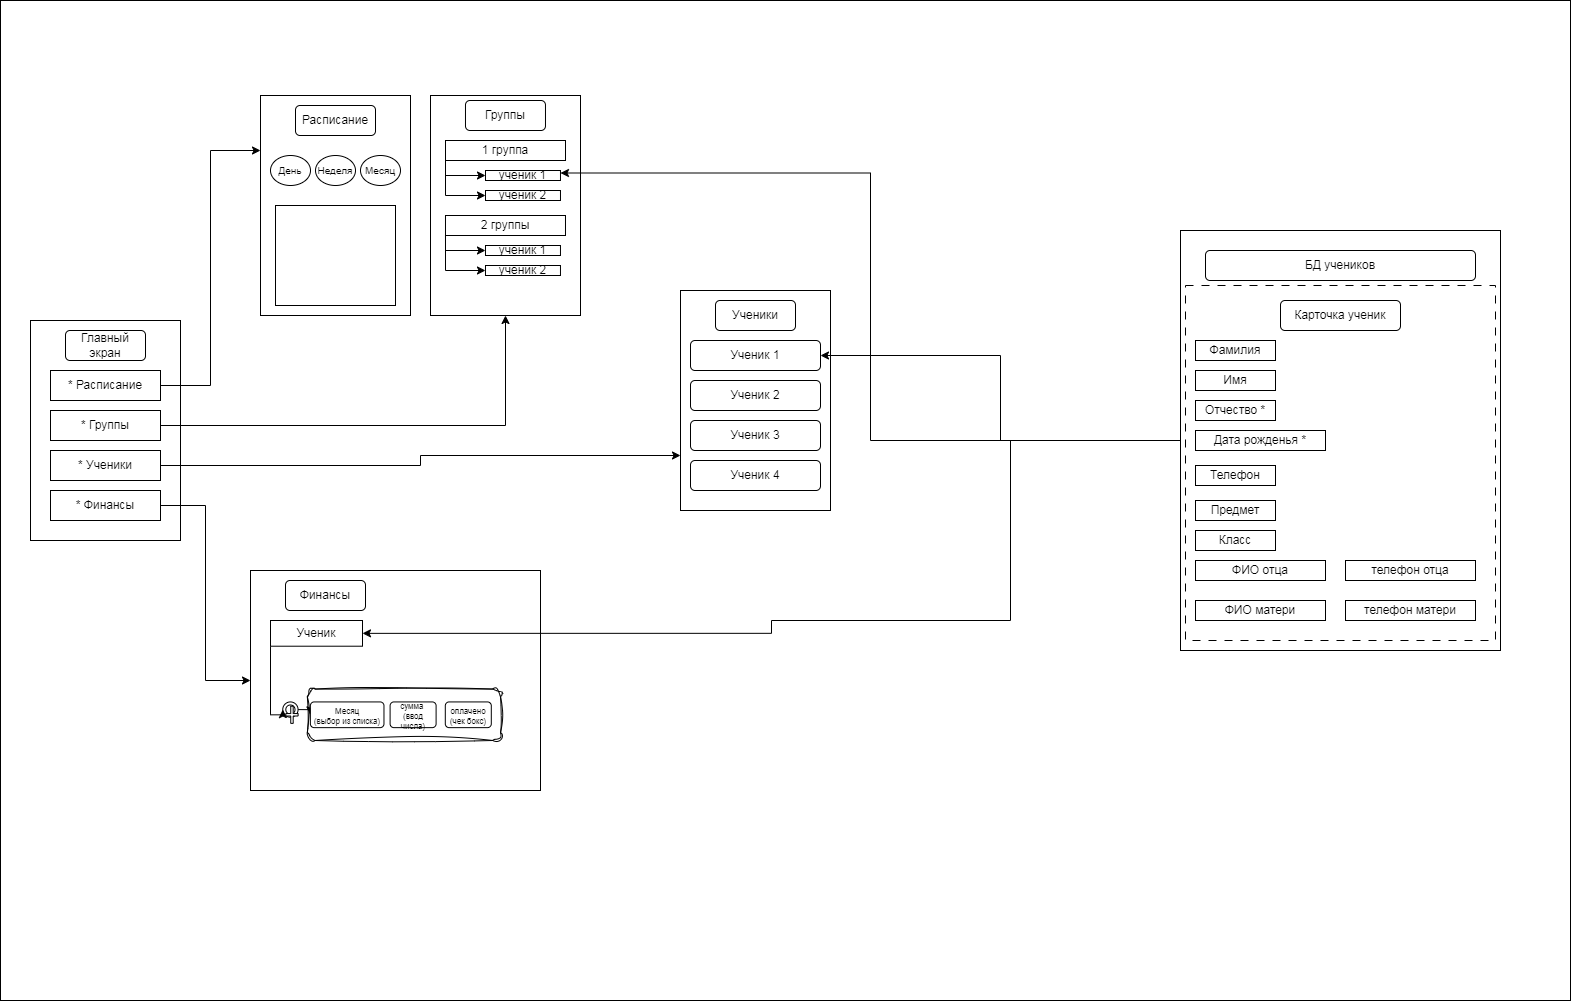 Главный
экран
* Расписание
* Группы
* Ученики
* Финансы
Расписание
День
Неделя
Месяц
Группы
1 группа
ученик 1
ученик 2
2 группы
ученик 1
ученик 2
Ученики
Ученик 1
Ученик 2
Ученик 3
Ученик 4
Финансы
Ученик
Месяц
(выбор из списка)
сумма
(ввод
числа)
оплачено
(чек бокс)
БД учеников
Карточка ученик
Фамилия
Имя
Отчество *
Дата рожденья *
Телефон
Предмет
Класс
ФИО отца
телефон отца
ФИО матери
телефон матери